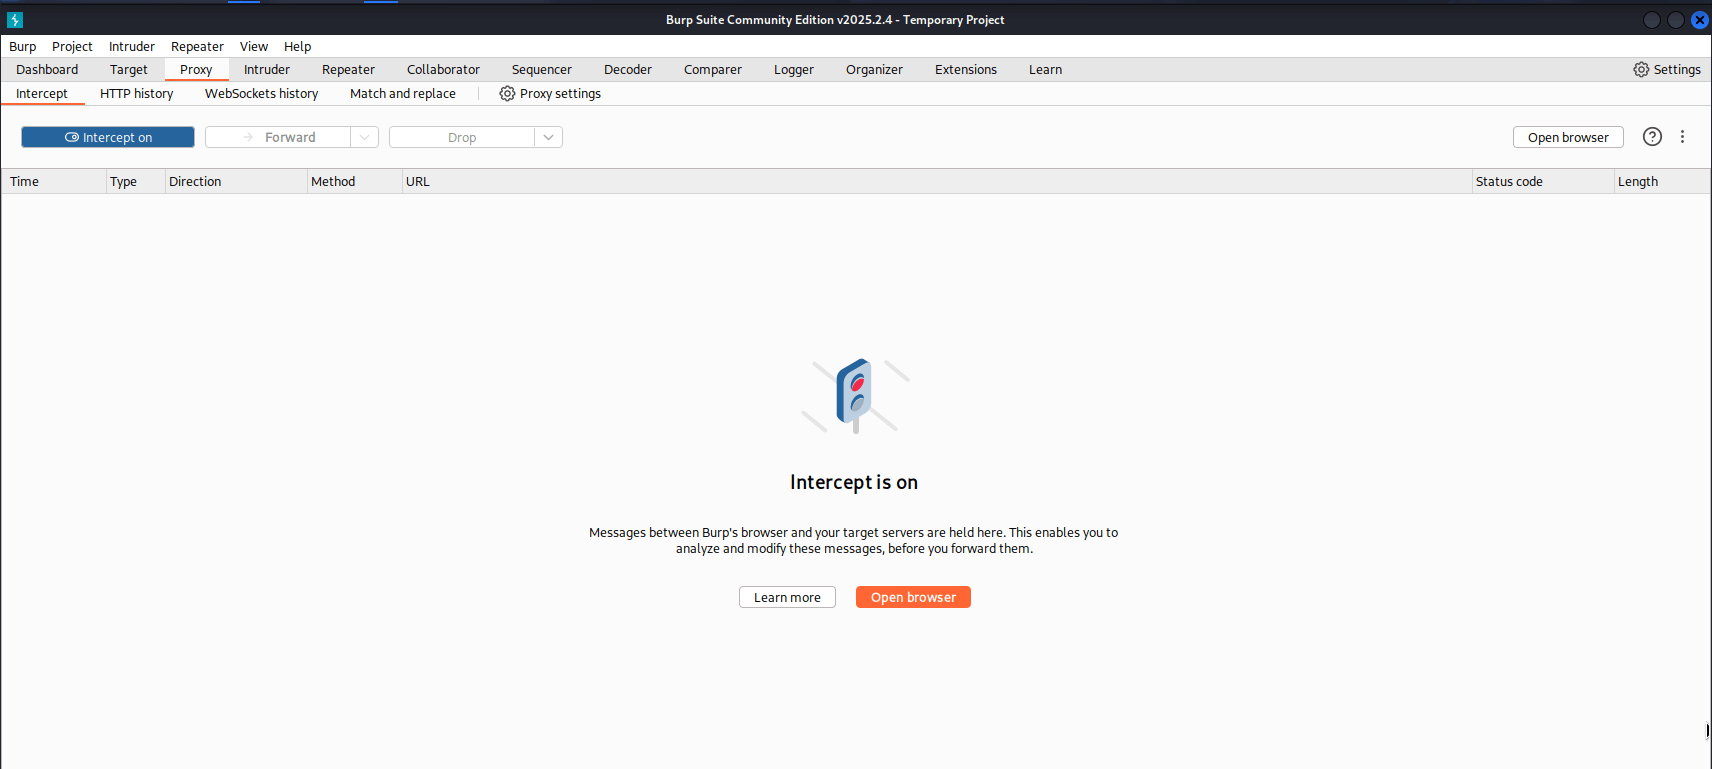 Burp Suite Community Edition v2025.2.4 - Temporary Project
Burp Project Intruder Repeater View Help
Dashboard Target Proxy Intruder Repeater Collaborator Sequencer Decoder Comparer Logger Organizer Extensions Learn Settings
Intercept HTTP history WebSockets history Match and replace Proxy settings
Intercept on Forward Drop Open browser
Time Type Direction Method URL Status code Length
Intercept is on
Messages between Burp's browser and your target servers are held here. This enables you to
analyze and modify these messages, before you forward them.
Learn more Open browser